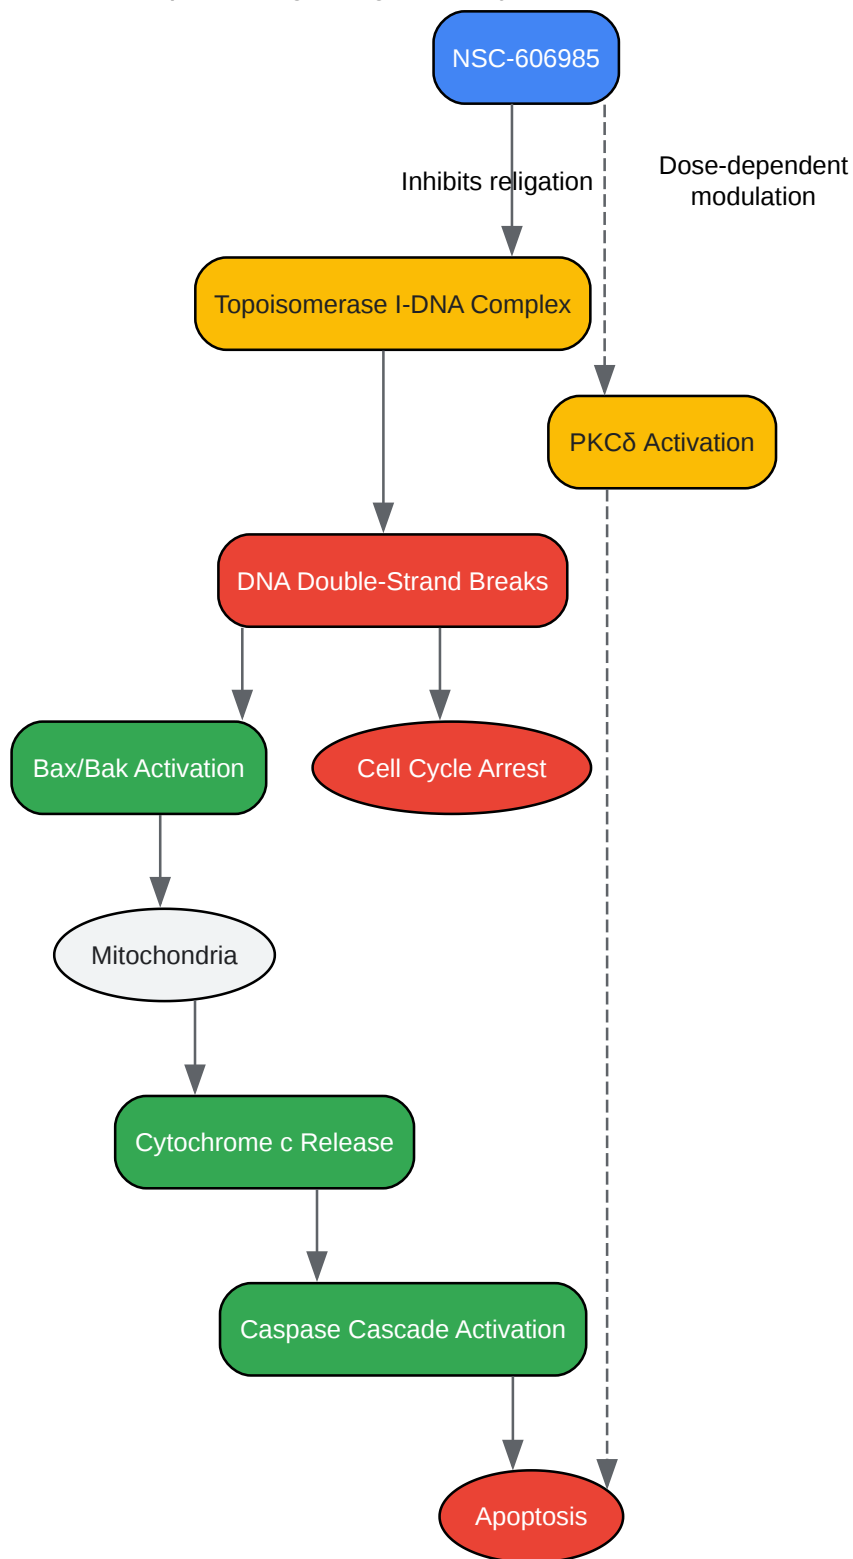 NSC-606985
Inhibits religation
Dose-dependent
modulation
Topoisomerase I-DNA Complex
PKCδ Activation
DNA Double-Strand Breaks
Bax/Bak Activation
Cell Cycle Arrest
Mitochondria
Cytochrome c Release
Caspase Cascade Activation
Apoptosis